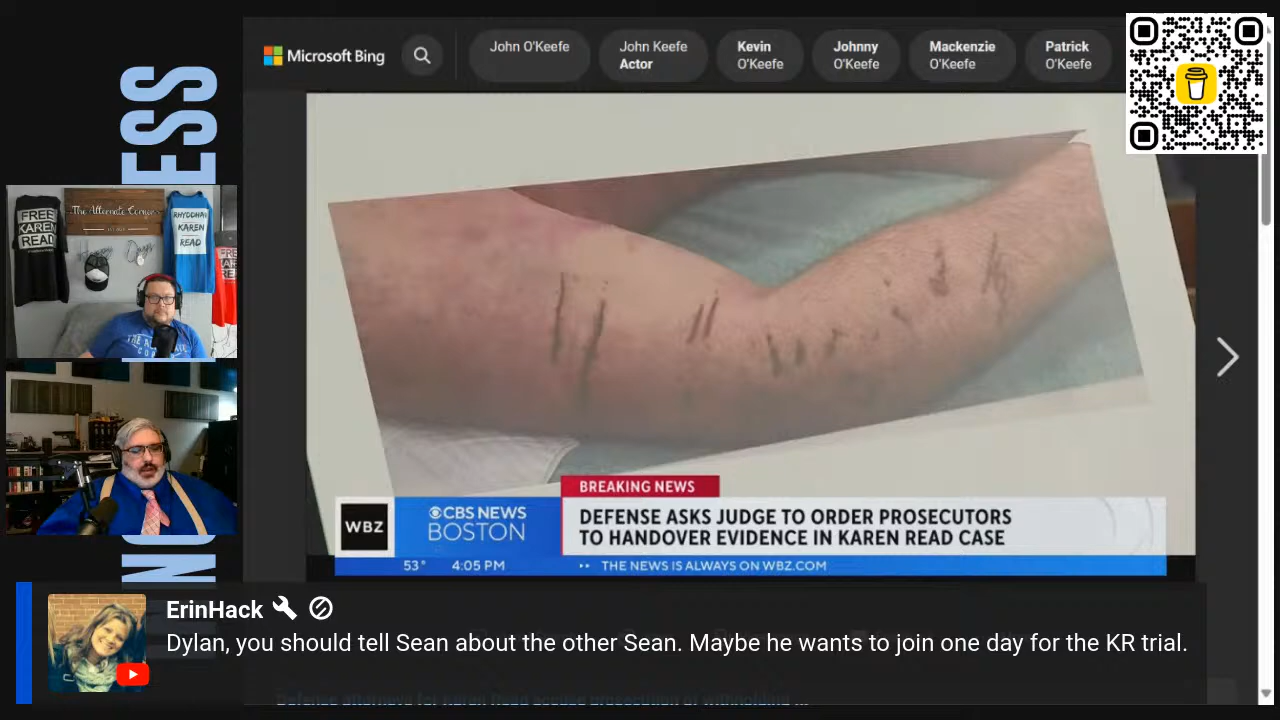 Microsoft Bing
John O'Keefe
John Keefe
Actor
Kevin
O'Keefe
Johnny
O'Keefe
Mackenzie
O'Keefe
Patrick
O'Keefe
ESS
FREE
KAREN
READ
The Alternate Corners
RHYDDHAU
KAREN
READ
BREAKING NEWS
WBZ
CBS NEWS
BOSTON
DEFENSE ASKS JUDGE TO ORDER PROSECUTORS
TO HANDOVER EVIDENCE IN KAREN READ CASE
53° 4:05 PM
THE NEWS IS ALWAYS ON WBZ.COM
ErinHack
Dylan, you should tell Sean about the other Sean. Maybe he wants to join one day for the KR trial.